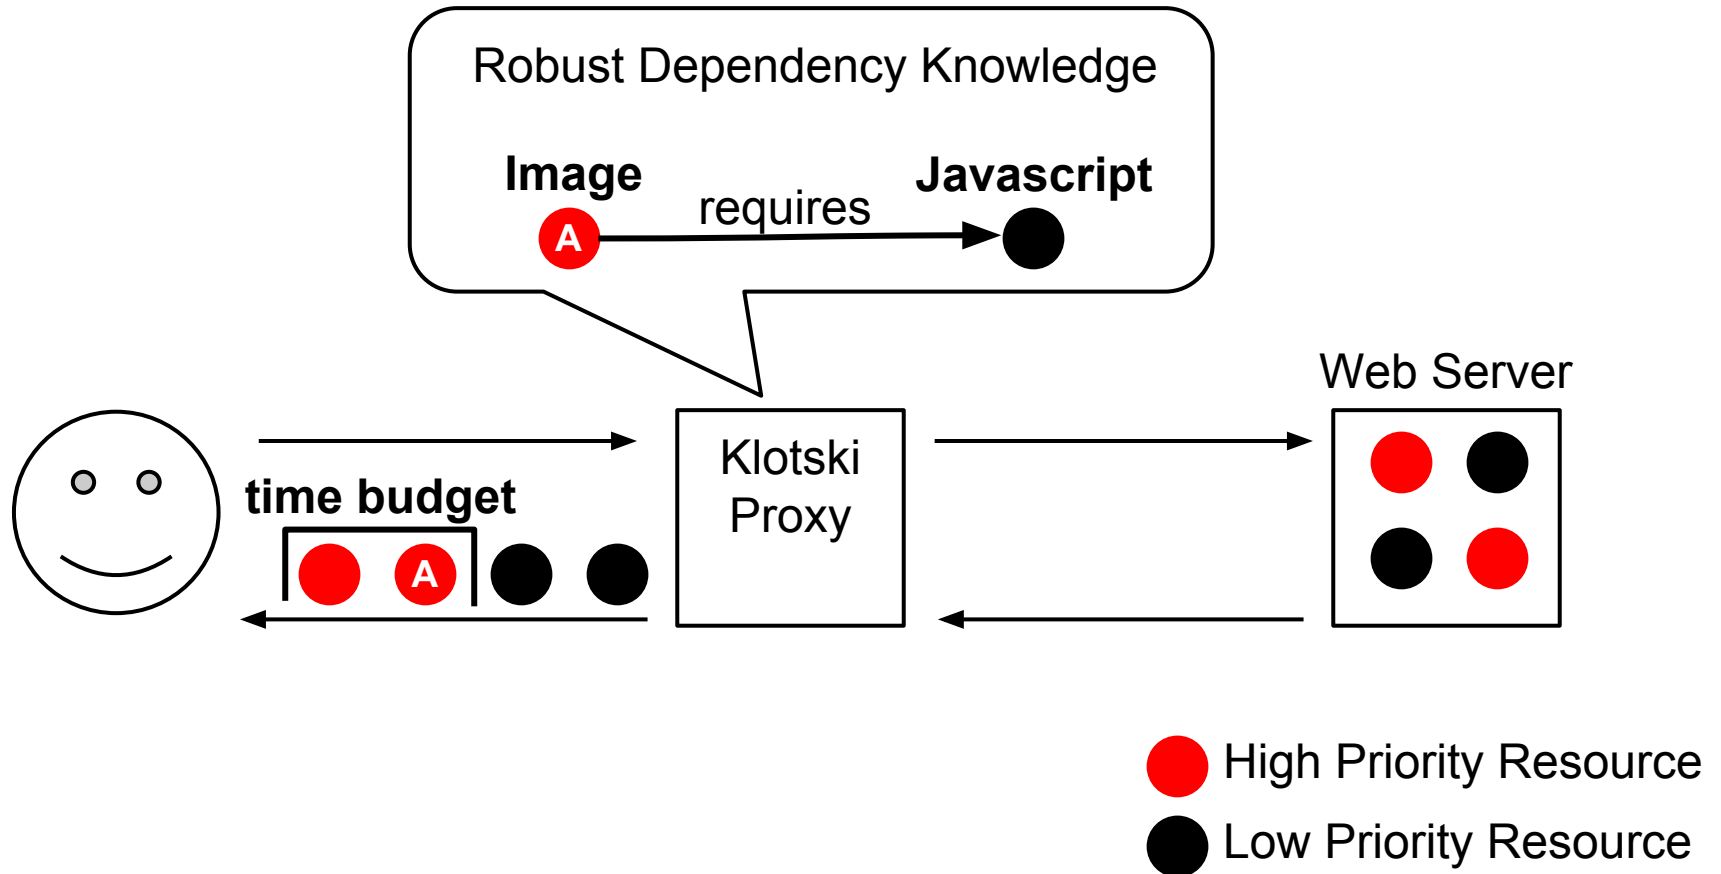 Robust Dependency Knowledge
Image
requires
Javascript
A
Web Server
Klotski
Proxy
time budget
A
High Priority Resource
Low Priority Resource